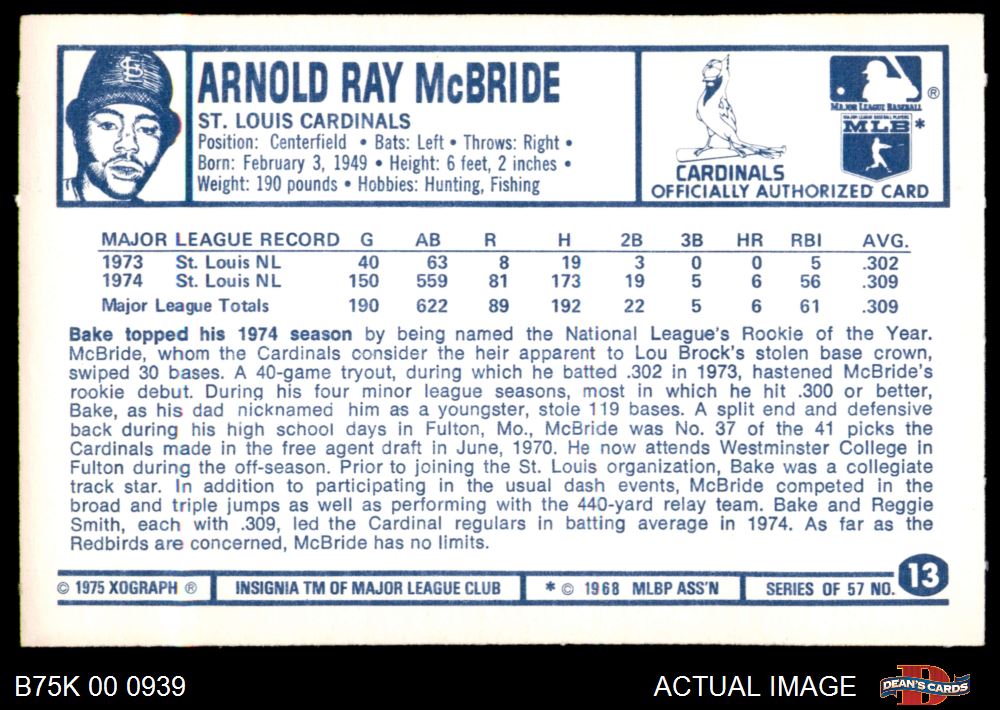 ARNOLD RAY McBRIDE
ST. LOUIS CARDINALS
Position: Centerfield • Bats: Left • Throws: Right •
Born: February 3, 1949 • Height: 6 feet, 2 inches •
Weight: 190 pounds • Hobbies: Hunting, Fishing
CARDINALS
OFFICIALLY AUTHORIZED CARD
MAJOR LEAGUE BASEBALL ®
MAJOR LEAGUE BASEBALL PLAYERS
MLB *
MAJOR LEAGUE RECORD G AB R H 2B 3B HR RBI AVG.
1973 St. Louis NL 40 63 8 19 3 0 0 5 .302
1974 St. Louis NL 150 559 81 173 19 5 6 56 .309
Major League Totals 190 622 89 192 22 5 6 61 .309
Bake topped his 1974 season by being named the National League's Rookie of the Year.
McBride, whom the Cardinals consider the heir apparent to Lou Brock's stolen base crown,
swiped 30 bases. A 40-game tryout, during which he batted .302 in 1973, hastened McBride's
rookie debut. During his four minor league seasons, most in which he hit .300 or better,
Bake, as his dad nicknamed him as a youngster, stole 119 bases. A split end and defensive
back during his high school days in Fulton, Mo., McBride was No. 37 of the 41 picks the
Cardinals made in the free agent draft in June, 1970. He now attends Westminster College in
Fulton during the off-season. Prior to joining the St. Louis organization, Bake was a collegiate
track star. In addition to participating in the usual dash events, McBride competed in the
broad and triple jumps as well as performing with the 440-yard relay team. Bake and Reggie
Smith, each with .309, led the Cardinal regulars in batting average in 1974. As far as the
Redbirds are concerned, McBride has no limits.
© 1975 XOGRAPH ® INSIGNIA TM OF MAJOR LEAGUE CLUB * © 1968 MLBP ASS'N SERIES OF 57 NO. 13
B75K 00 0939 ACTUAL IMAGE DEAN'S CARDS